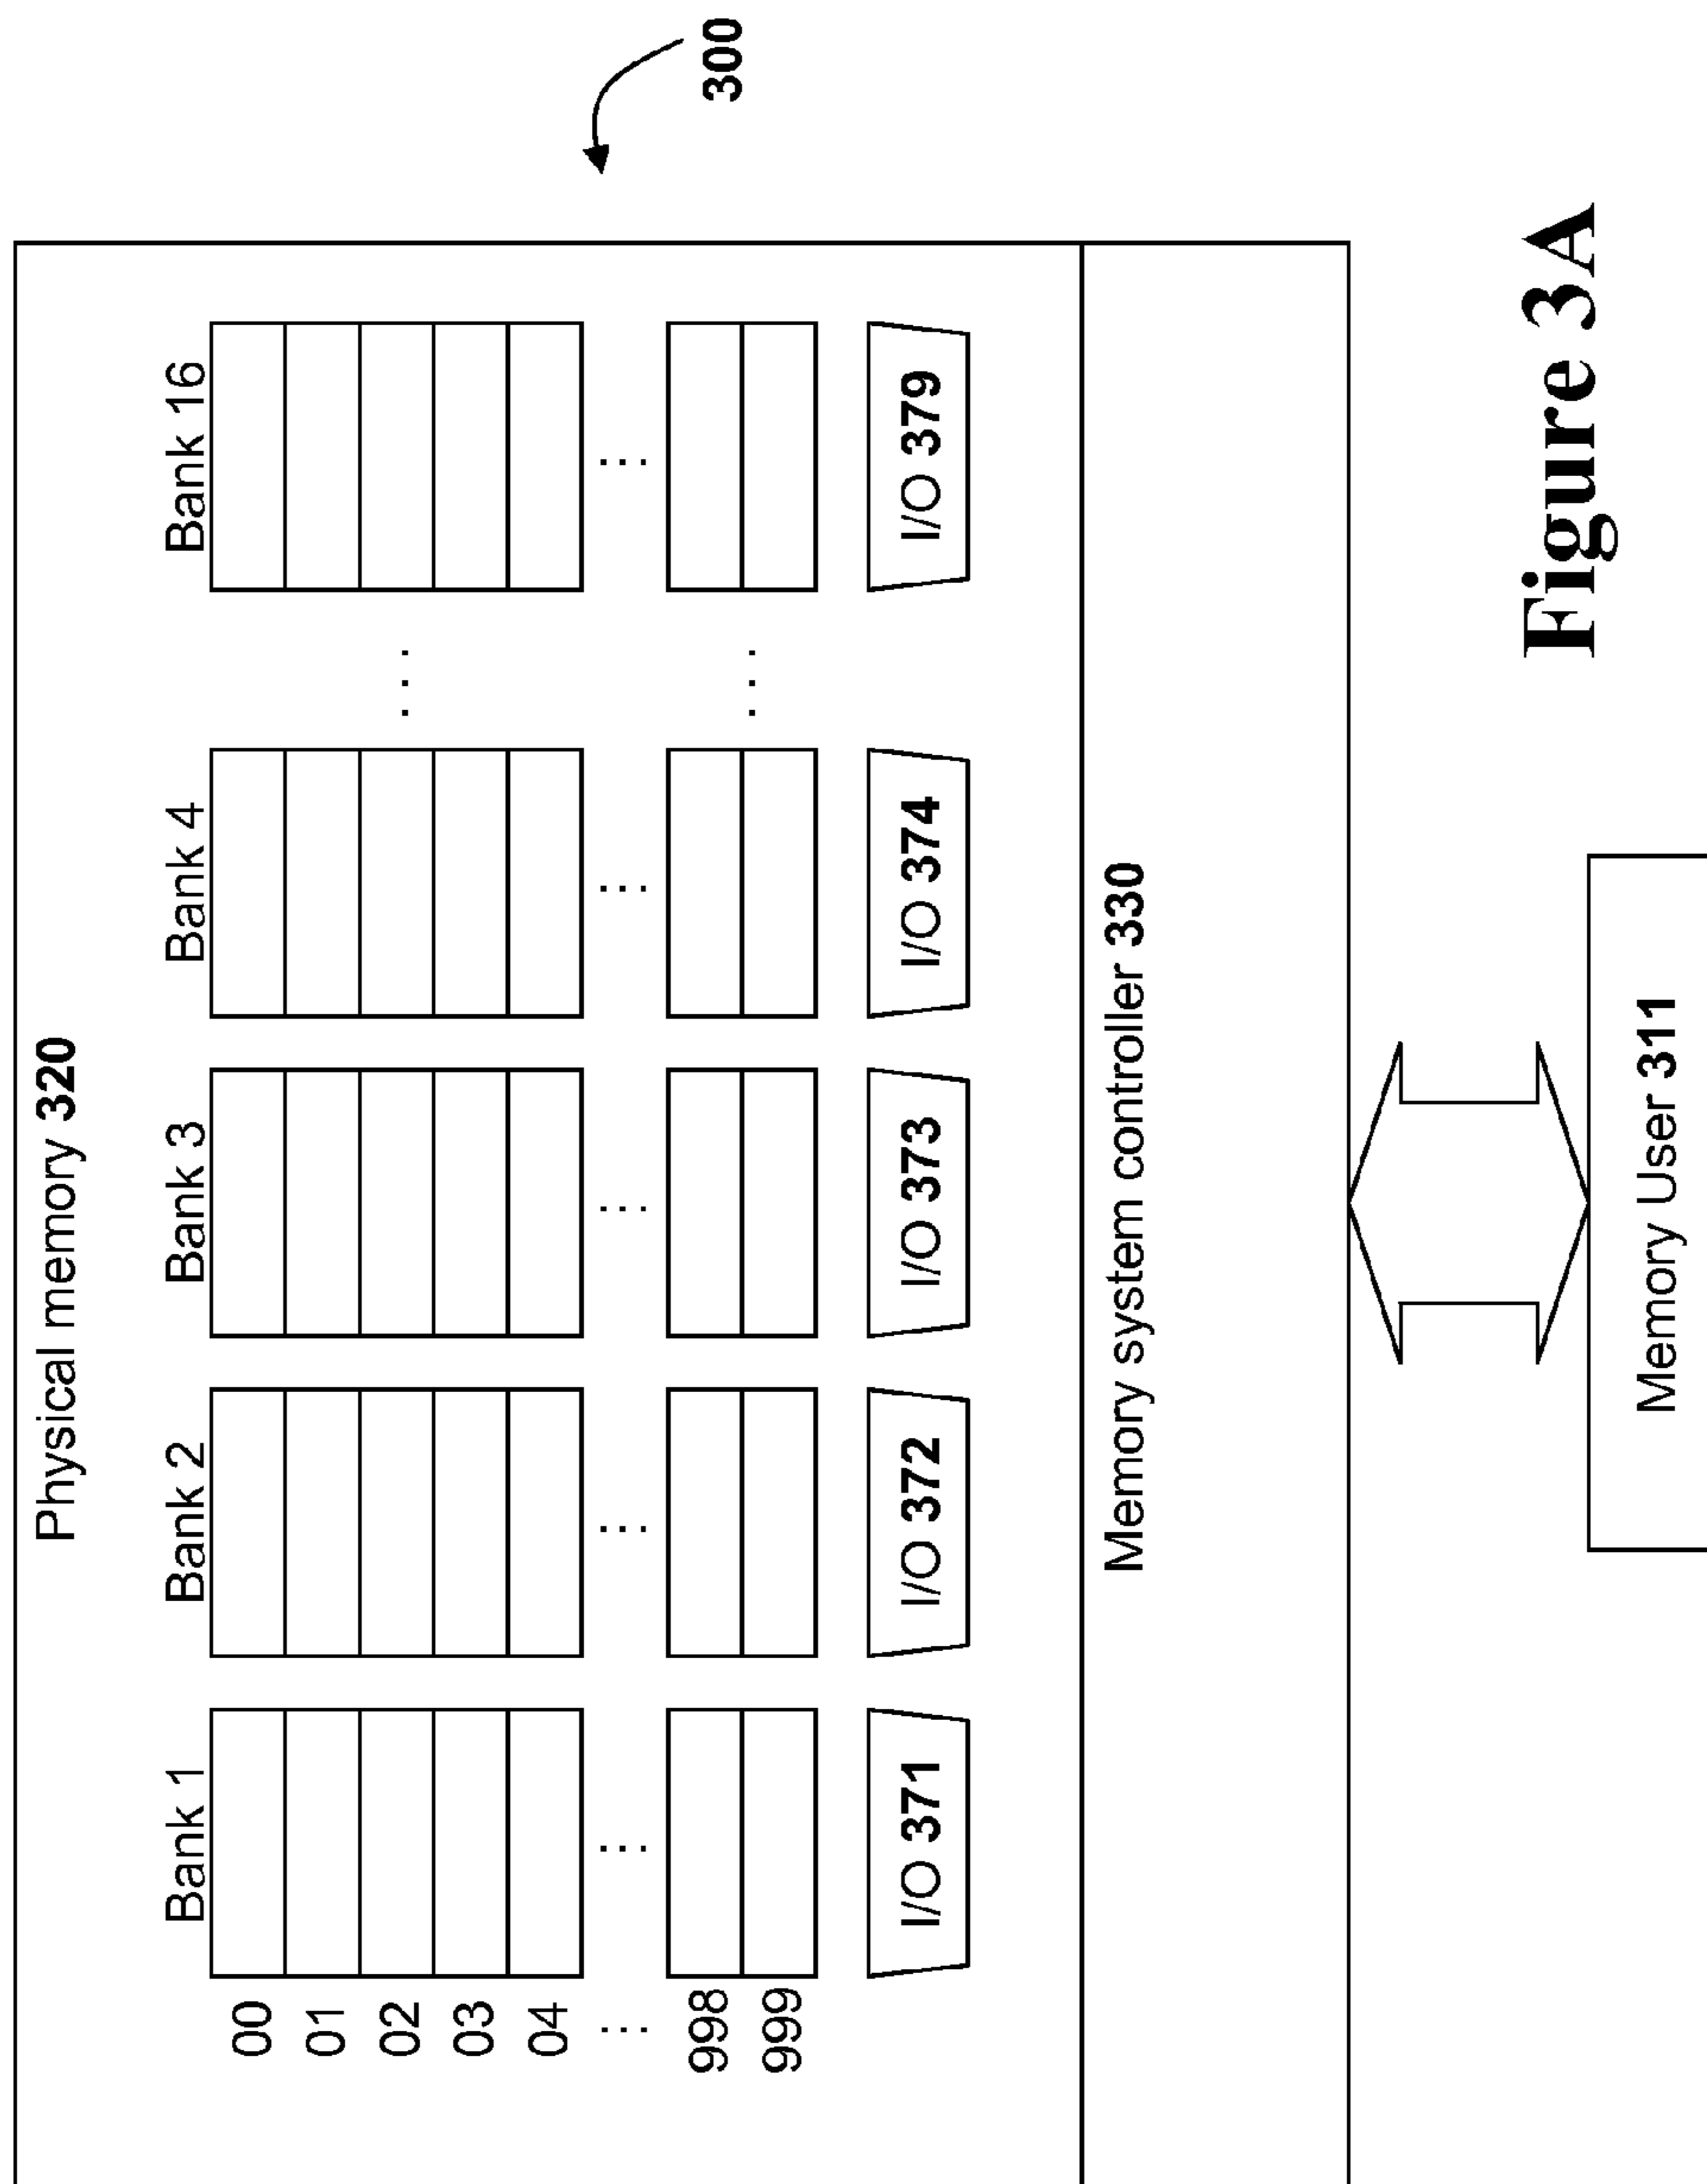 Physical memory 320
Bank 1 Bank 2 Bank 3 Bank 4 Bank 16
00
01
02
03
04
...
998
999
... ... ... ... ...
... ...
I/O 371 I/O 372 I/O 373 I/O 374 I/O 379
Memory system controller 330
300
Memory User 311
Figure 3A